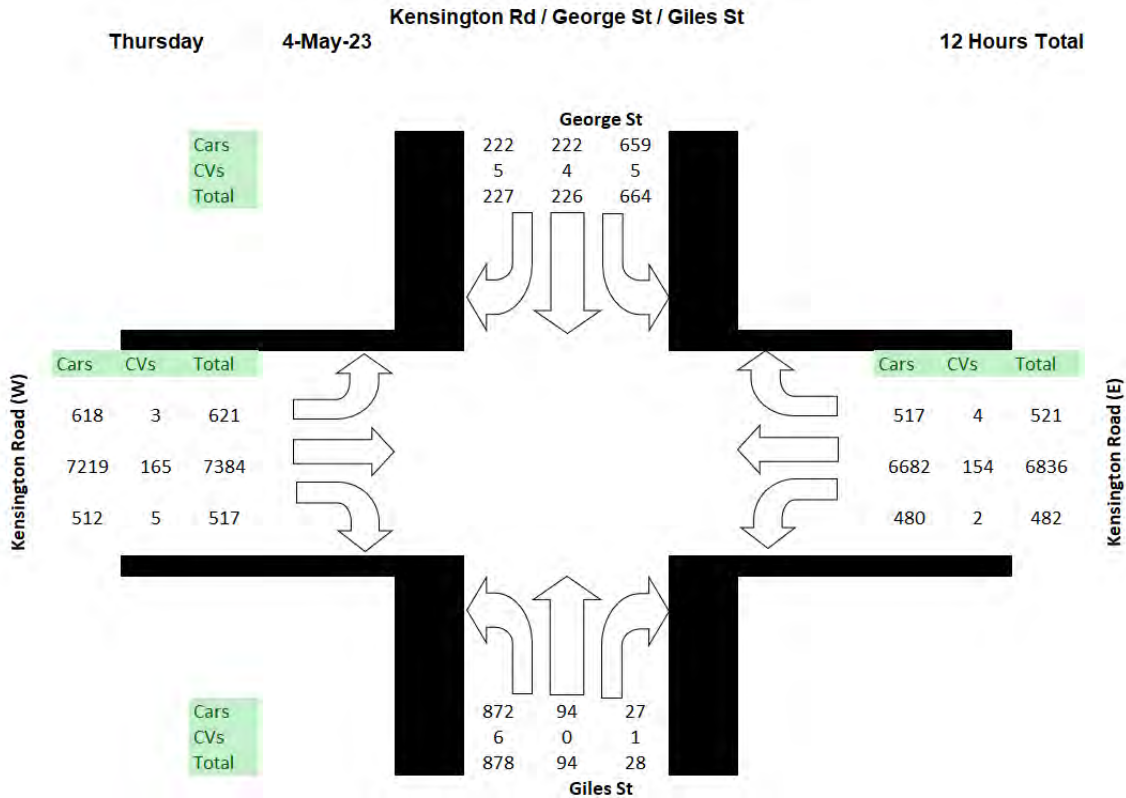 Kensington Rd / George St / Giles St
Thursday 4-May-23 12 Hours Total
George St
Cars 222 222 659
CVs 5 4 5
Total 227 226 664
Kensington Road (W)
Cars CVs Total
618 3 621
7219 165 7384
512 5 517
Cars CVs Total
517 4 521
6682 154 6836
480 2 482
Kensington Road (E)
Cars 872 94 27
CVs 6 0 1
Total 878 94 28
Giles St